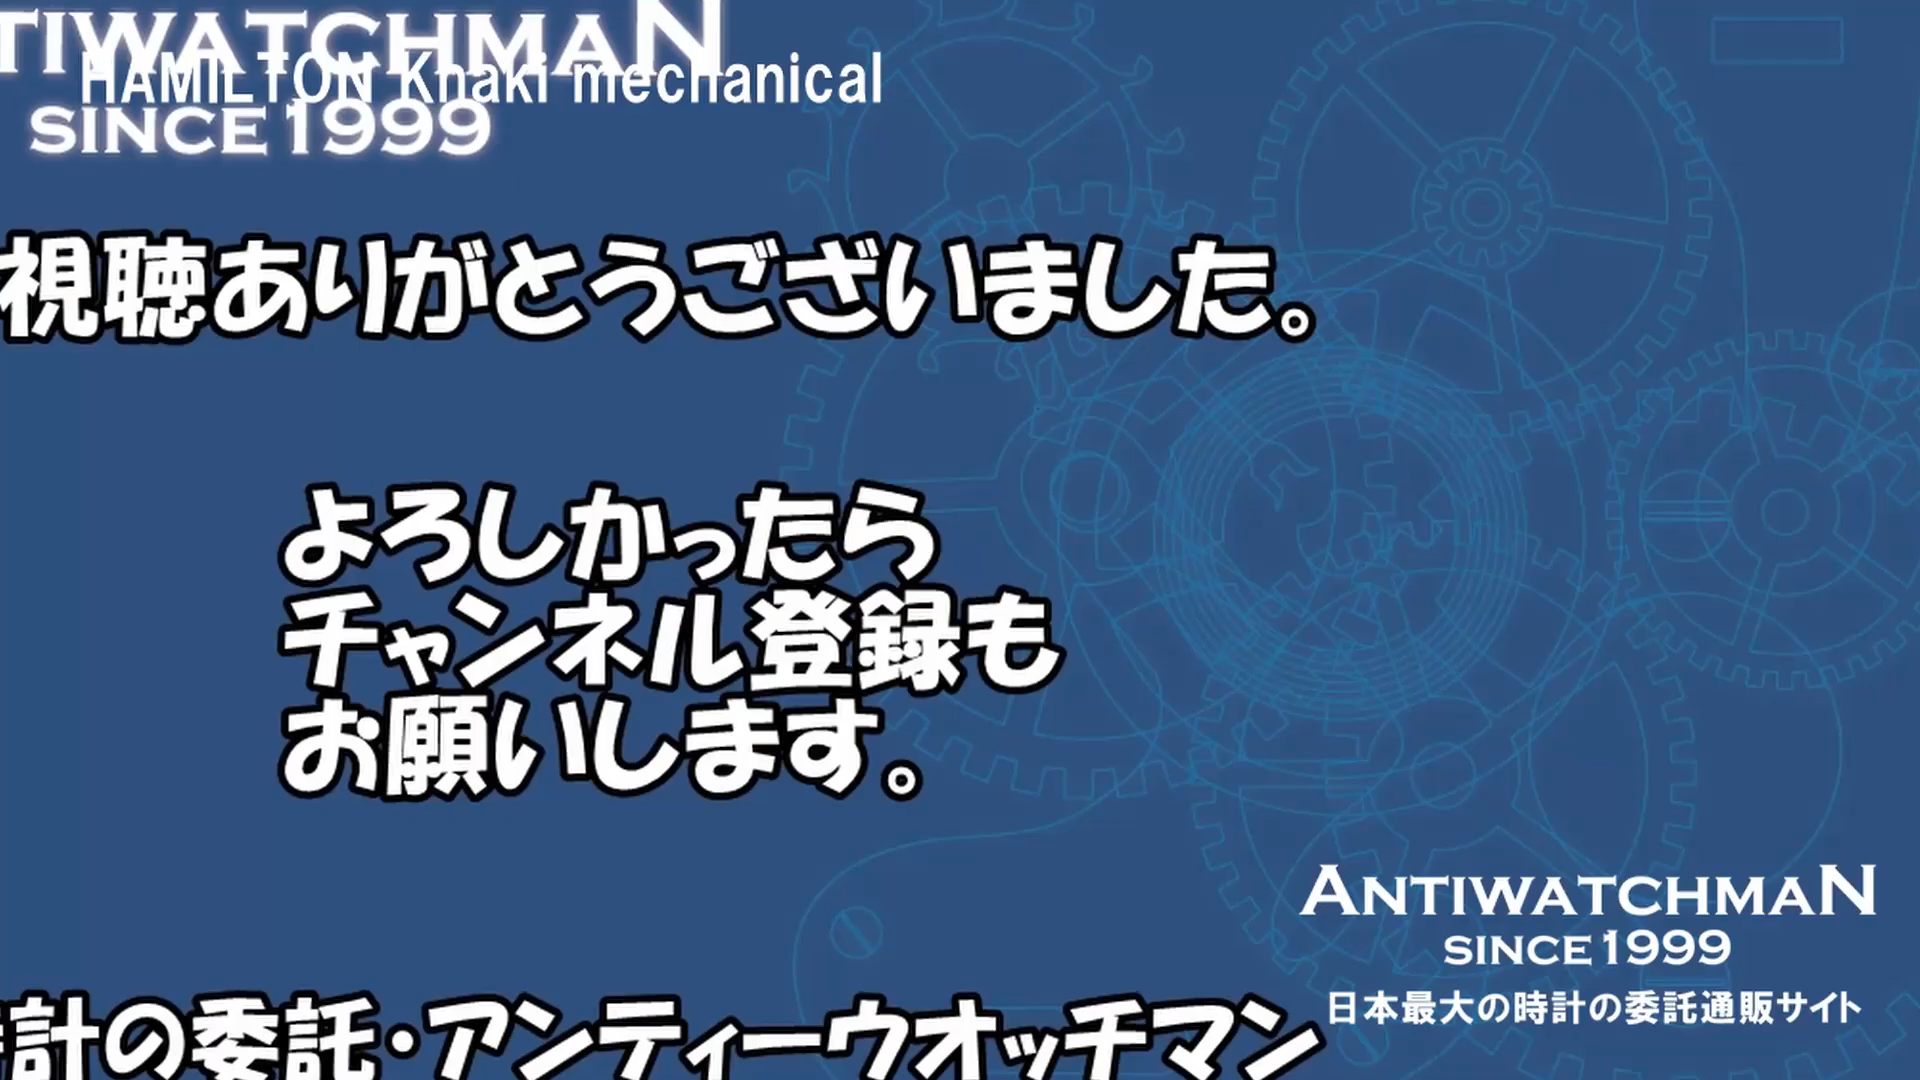 TIWATCHMAN
HAMILTON Khaki mechanical
SINCE 1999
視聴ありがとうございました。
よろしかったら
チャンネル登録も
お願いします。
ANTIWATCHMAN
SINCE 1999
日本最大の時計の委託通販サイト
計の委託・アンティーウオッチマン